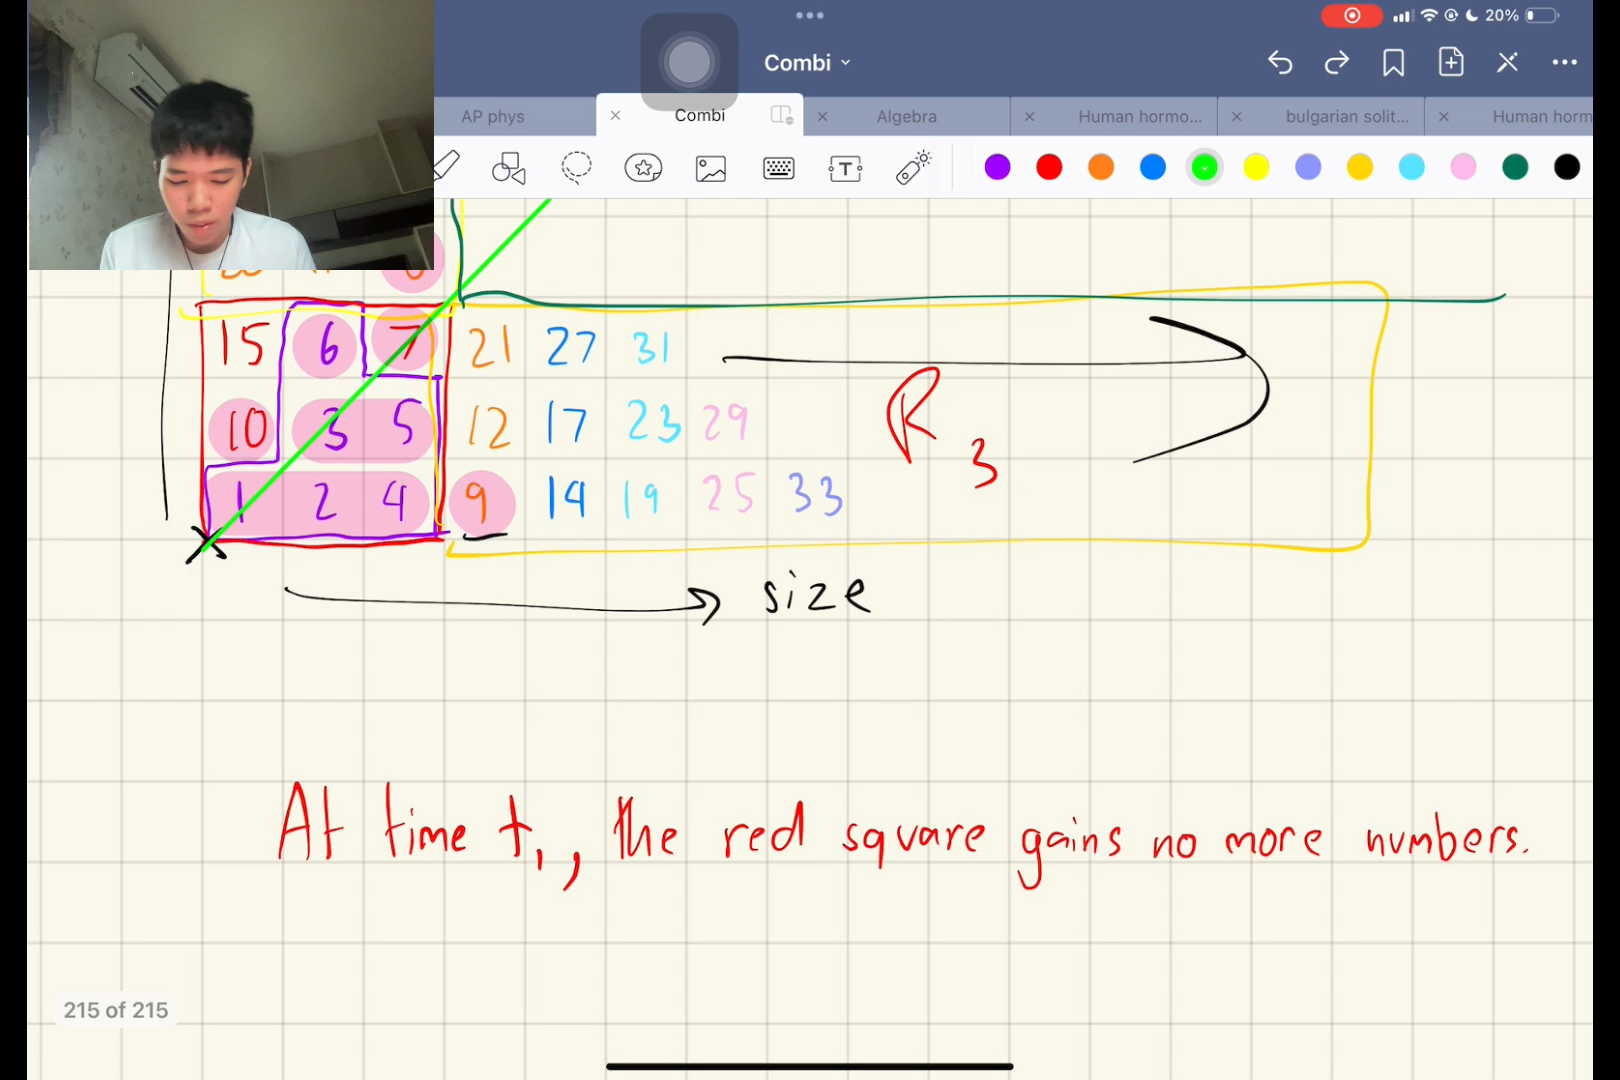 20%
Combi
AP phys
Combi
Algebra
Human hormo...
bulgarian solit...
Human horm
T
15 6 7 21 27 31
10 3 5 12 17 23 29
R3
1 2 4 9 14 19 25 33
size
At time t1, the red square gains no more numbers.
215 of 215